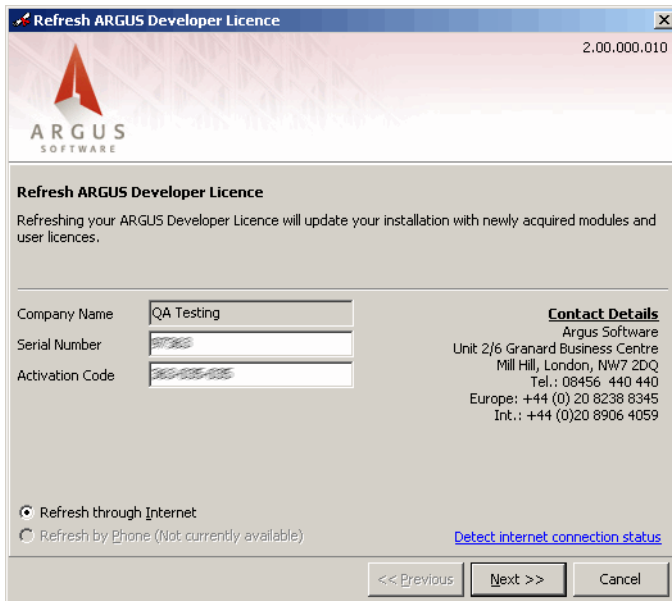 Refresh ARGUS Developer Licence
2.00.000.010
ARGUS
SOFTWARE
Refresh ARGUS Developer Licence
Refreshing your ARGUS Developer Licence will update your installation with newly acquired modules and
user licences.
Company Name QA Testing
Serial Number
Activation Code
Contact Details
Argus Software
Unit 2/6 Granard Business Centre
Mill Hill, London, NW7 2DQ
Tel.: 08456 440 440
Europe: +44 (0) 20 8238 8345
Int.: +44 (0)20 8906 4059
Refresh through Internet
Refresh by Phone (Not currently available)
Detect internet connection status
<< Previous
Next >>
Cancel